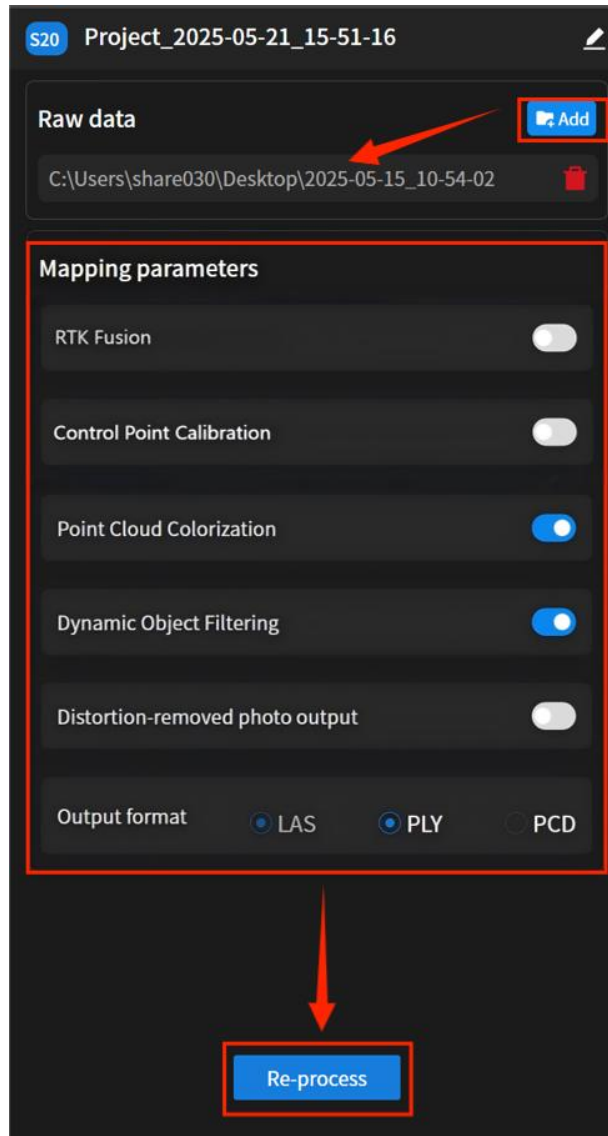 S20 Project_2025-05-21_15-51-16
Raw data Add
C:\Users\share030\Desktop\2025-05-15_10-54-02
Mapping parameters
RTK Fusion
Control Point Calibration
Point Cloud Colorization
Dynamic Object Filtering
Distortion-removed photo output
Output format LAS PLY PCD
Re-process